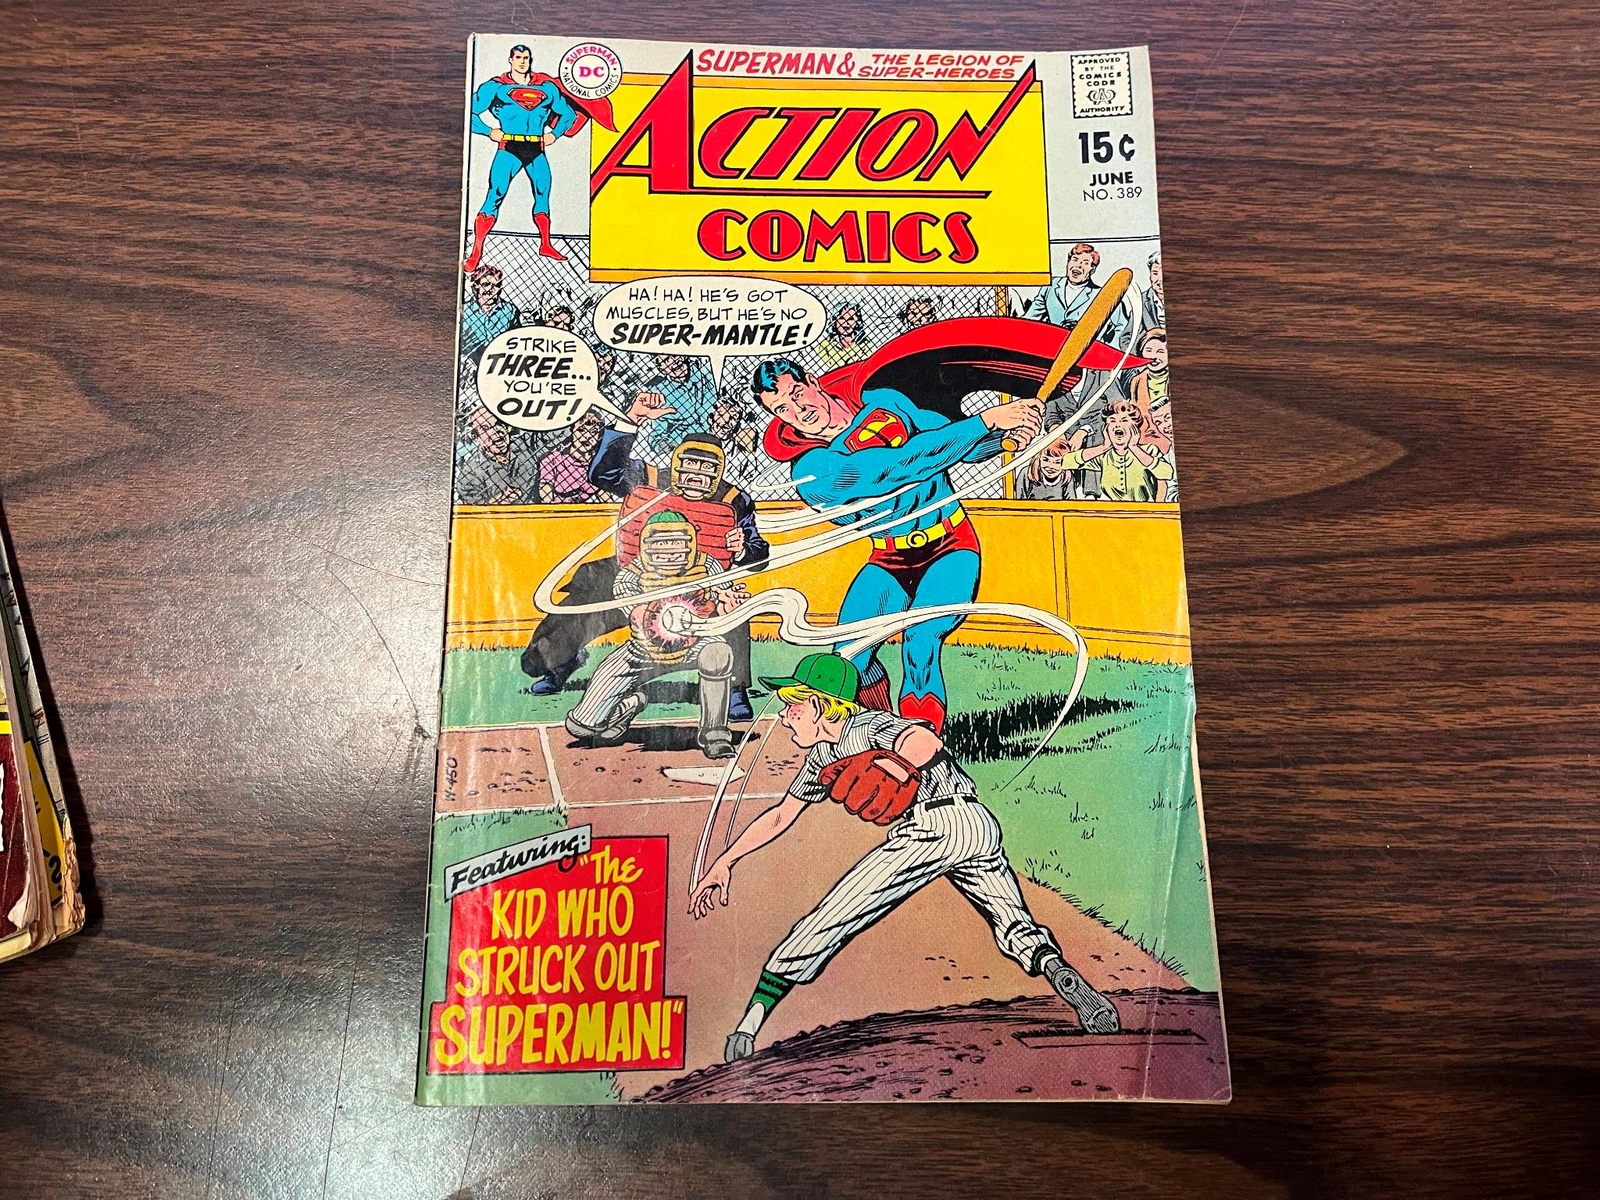 SUPERMAN
DC
NATIONAL COMICS
SUPERMAN & THE LEGION OF
SUPER-HEROES
APPROVED
BY THE
COMICS
CODE
CA
AUTHORITY
ACTION
COMICS
15¢
JUNE
NO. 389
HA! HA! HE'S GOT
MUSCLES, BUT HE'S NO
SUPER-MANTLE!
STRIKE
THREE...
YOU'RE
OUT!
W-450
Featuring:
"The
KID WHO
STRUCK OUT
SUPERMAN!"